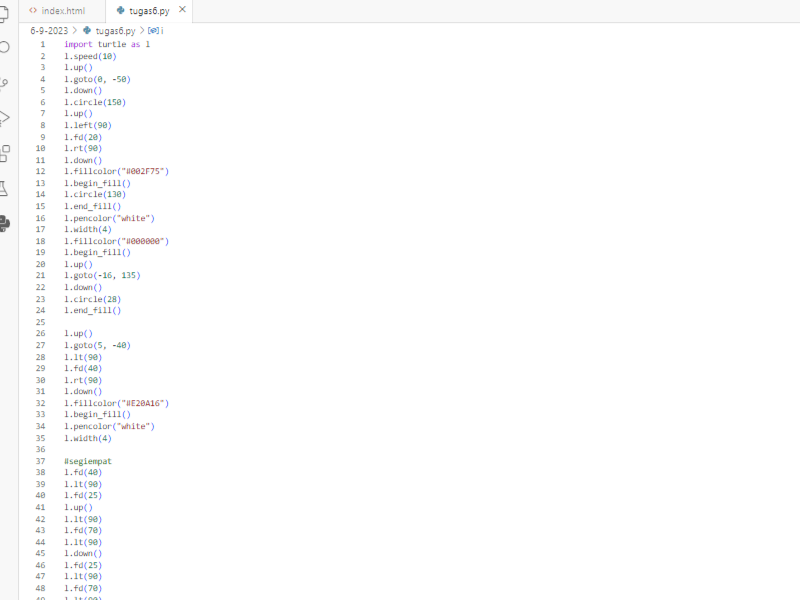 index.html tugas6.py
6-9-2023 > tugas6.py > i
1 import turtle as l
2 l.speed(10)
3 l.up()
4 l.goto(0, -50)
5 l.down()
6 l.circle(150)
7 l.up()
8 l.left(90)
9 l.fd(20)
10 l.rt(90)
11 l.down()
12 l.fillcolor("#002F75")
13 l.begin_fill()
14 l.circle(130)
15 l.end_fill()
16 l.pencolor("white")
17 l.width(4)
18 l.fillcolor("#000000")
19 l.begin_fill()
20 l.up()
21 l.goto(-16, 135)
22 l.down()
23 l.circle(28)
24 l.end_fill()
25
26 l.up()
27 l.goto(5, -40)
28 l.lt(90)
29 l.fd(40)
30 l.rt(90)
31 l.down()
32 l.fillcolor("#E20A16")
33 l.begin_fill()
34 l.pencolor("white")
35 l.width(4)
36
37 #segiempat
38 l.fd(40)
39 l.lt(90)
40 l.fd(25)
41 l.up()
42 l.lt(90)
43 l.fd(70)
44 l.lt(90)
45 l.down()
46 l.fd(25)
47 l.lt(90)
48 l.fd(70)
49 l.lt(90)